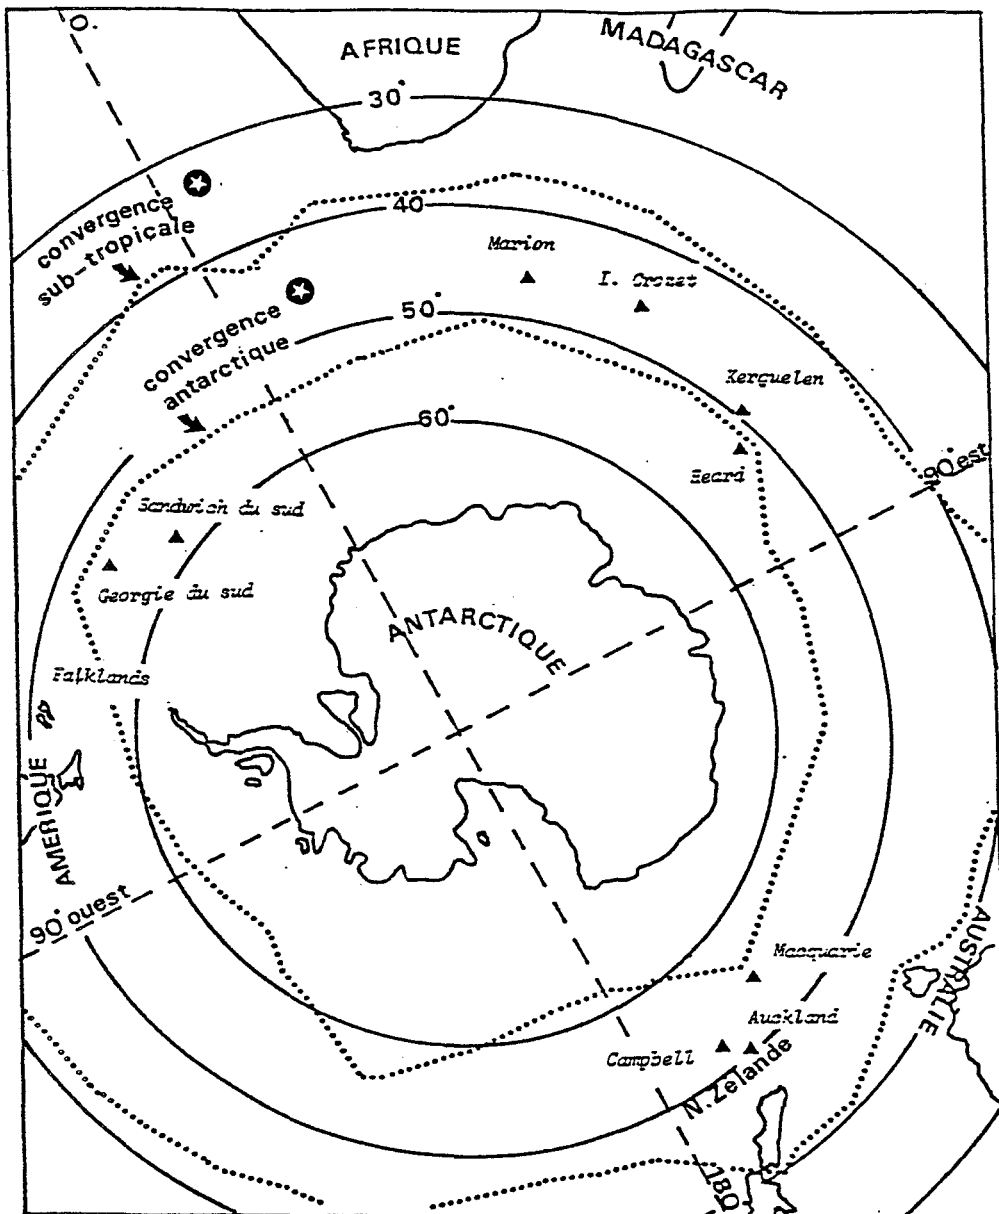 0°
AFRIQUE
MADAGASCAR
30°
convergence
sub-tropicale
40
Marion
I. Crozet
convergence
antarctique
50°
Kerguelen
60°
Heard
90° est
Sandwich du sud
Georgie du sud
ANTARCTIQUE
Falklands
AMERIQUE
90° ouest
Macquarie
AUSTRALIE
Auckland
Campbell
N. Zelande
180